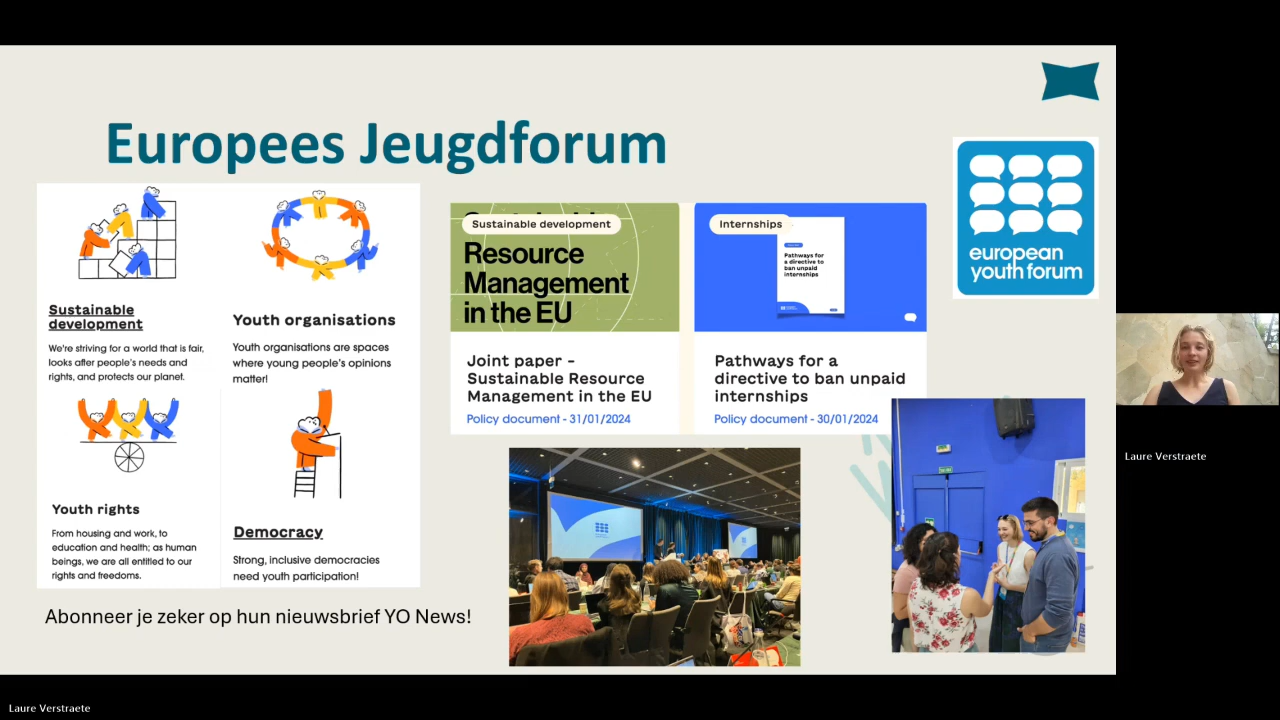 Europees Jeugdforum
Sustainable
development
We're striving for a world that is fair,
looks after people's needs and
rights, and protects our planet.
Youth organisations
Youth organisations are spaces
where young people's opinions
matter!
Youth rights
From housing and work, to
education and health; as human
beings, we are all entitled to our
rights and freedoms.
Democracy
Strong, inclusive democracies
need youth participation!
Abonneer je zeker op hun nieuwsbrief YO News!
Sustainable development
Resource
Management
in the EU
Joint paper -
Sustainable Resource
Management in the EU
Policy document - 31/01/2024
Internships
Pathways for
a directive to
ban unpaid
internships
Pathways for a
directive to ban unpaid
internships
Policy document - 30/01/2024
european
youth forum
Laure Verstraete
Laure Verstraete